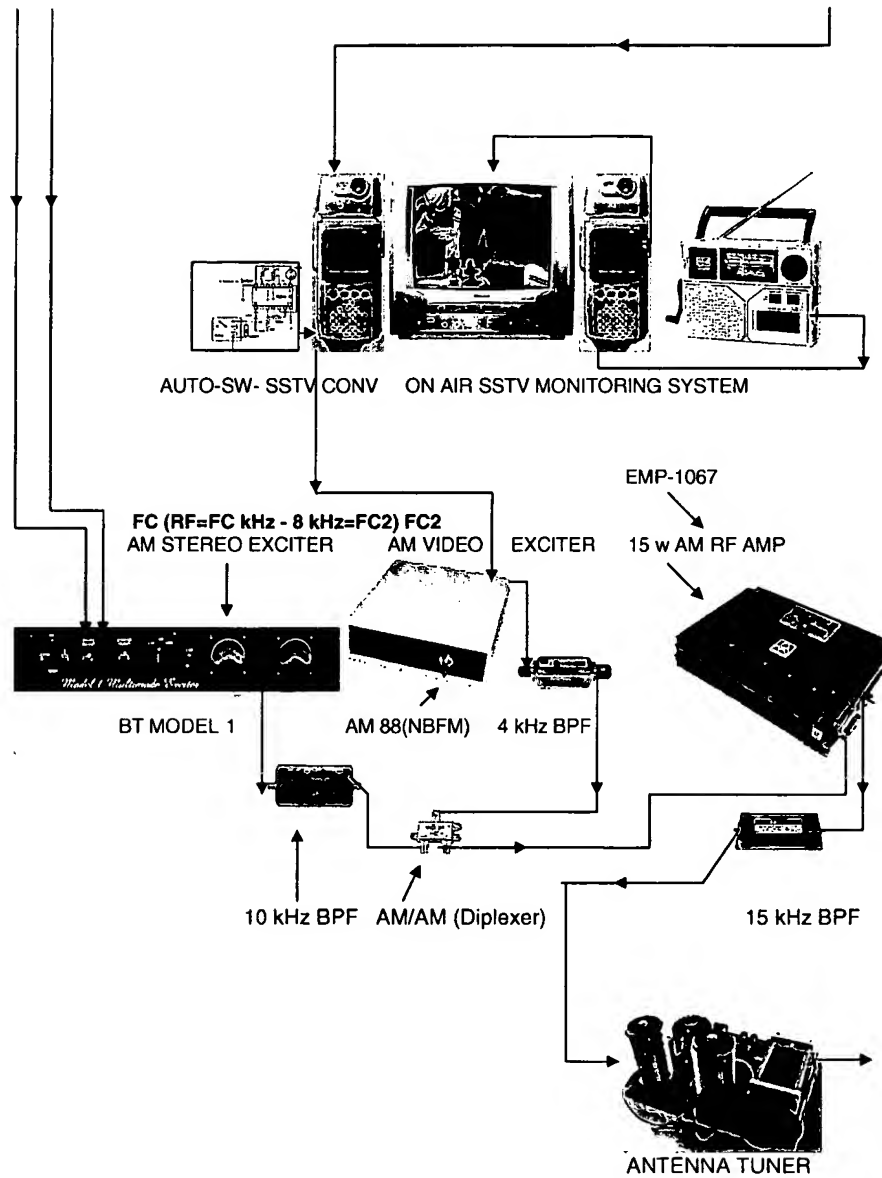 AUTO-SW- SSTV CONV
ON AIR SSTV MONITORING SYSTEM
EMP-1067
FC (RF=FC kHz - 8 kHz=FC2) FC2
AM STEREO EXCITER
AM VIDEO EXCITER
15 w AM RF AMP
Model 1 Multimode Exciter
BT MODEL 1
AM 88(NBFM)
4 kHz BPF
10 kHz BPF
AM/AM (Diplexer)
15 kHz BPF
ANTENNA TUNER